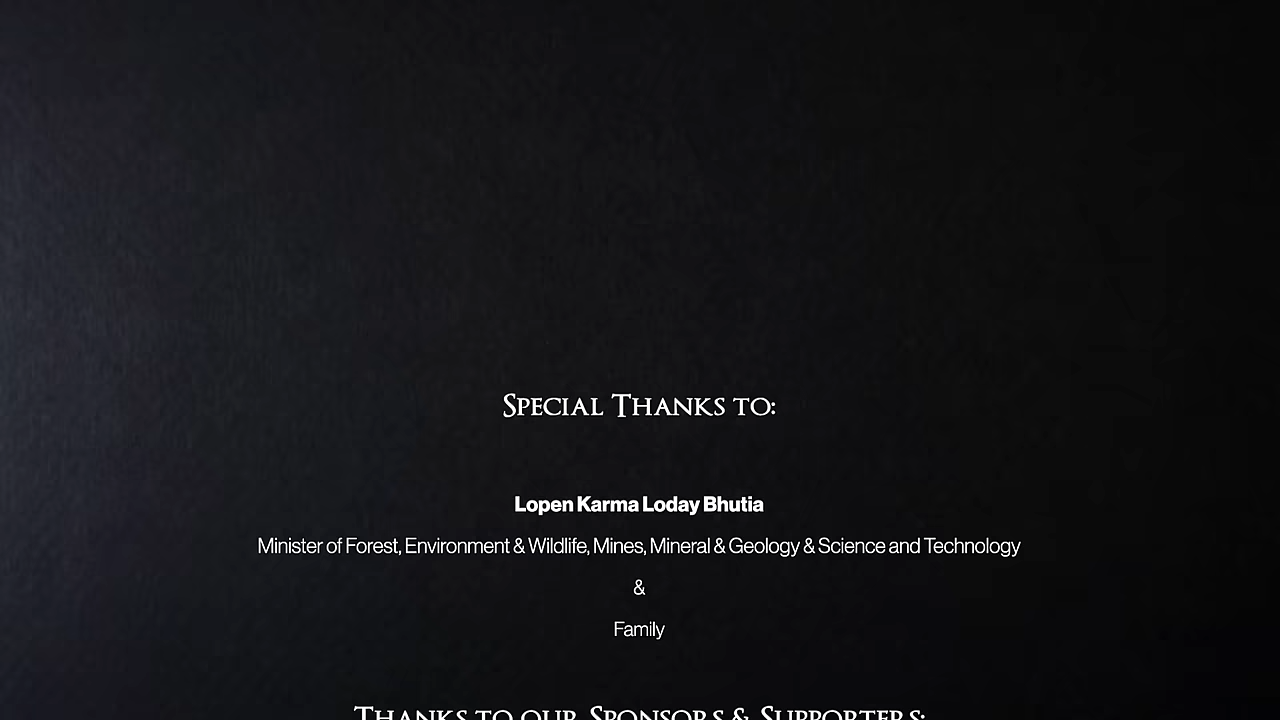 Special Thanks to:
Lopen Karma Loday Bhutia
Minister of Forest, Environment & Wildlife, Mines, Mineral & Geology & Science and Technology
&
Family
Thanks to our Sponsors & Supporters: